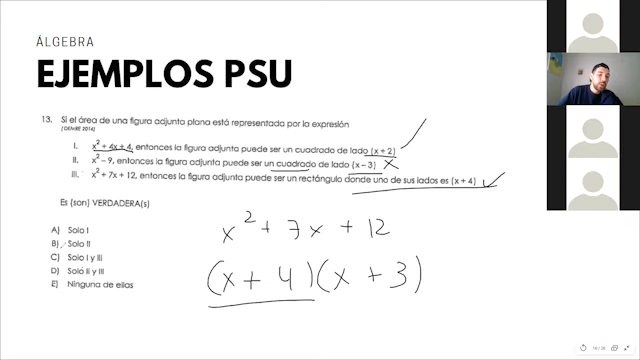 ÁLGEBRA
EJEMPLOS PSU
13. Si el área de una figura adjunta plana está representada por la expresión
(DEMRE 2014)
I. x² + 4x + 4, entonces la figura adjunta puede ser un cuadrado de lado (x + 2)
II. x² – 9, entonces la figura adjunta puede ser un cuadrado de lado (x – 3)
III. x² + 7x + 12, entonces la figura adjunta puede ser un rectángulo donde uno de sus lados es (x + 4)
Es (son) VERDADERA(s)
A) Solo I
B) Solo II
C) Solo I y III
D) Solo II y III
E) Ninguna de ellas
x² + 7x + 12
(x + 4)(x + 3)